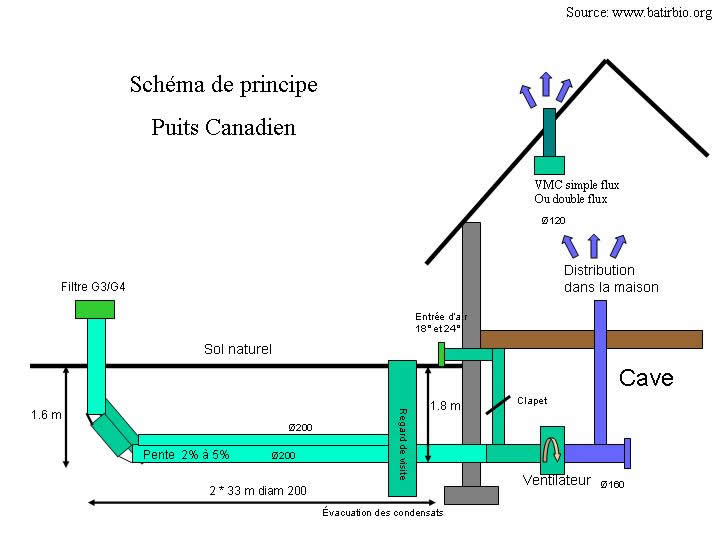 Source: www.batirbio.org
Schéma de principe
Puits Canadien
VMC simple flux
Ou double flux
Ø120
Distribution
dans la maison
Filtre G3/G4
Entrée d'air
18° et 24°
Sol naturel
Cave
1.6 m
1.8 m
Clapet
Regard de visite
Ø200
Pente 2% à 5%
Ø200
Ventilateur
Ø160
2 * 33 m diam 200
Évacuation des condensats